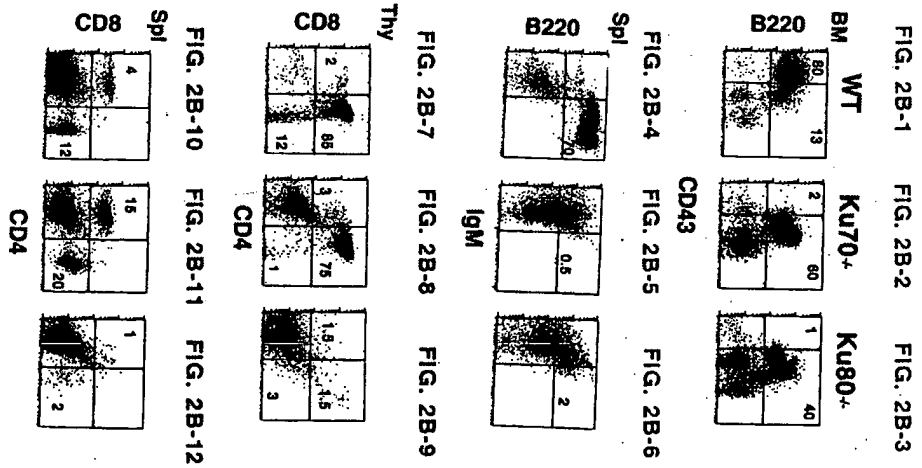 FIG. 2B-1 FIG. 2B-2 FIG. 2B-3
BM WT Ku70-/- Ku80-/-
B220
80 13 2 60 1 40
CD43
FIG. 2B-4 FIG. 2B-5 FIG. 2B-6
Spl
B220
70 0.5 2
IgM
FIG. 2B-7 FIG. 2B-8 FIG. 2B-9
Thy
CD8
2 85 3 75 1.5 1.5
12 1 3
CD4
FIG. 2B-10 FIG. 2B-11 FIG. 2B-12
Spl
CD8
4 15 1
12 20 2
CD4